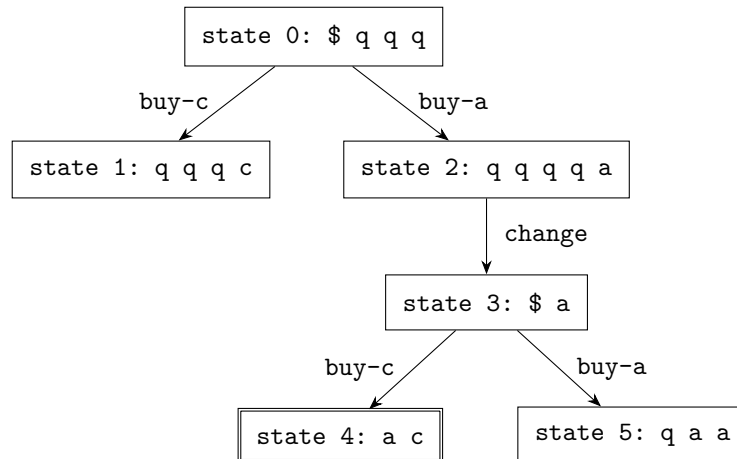 state 0: $ q q q
buy-c
buy-a
state 1: q q q c
state 2: q q q q a
change
state 3: $ a
buy-c
buy-a
state 4: a c
state 5: q a a